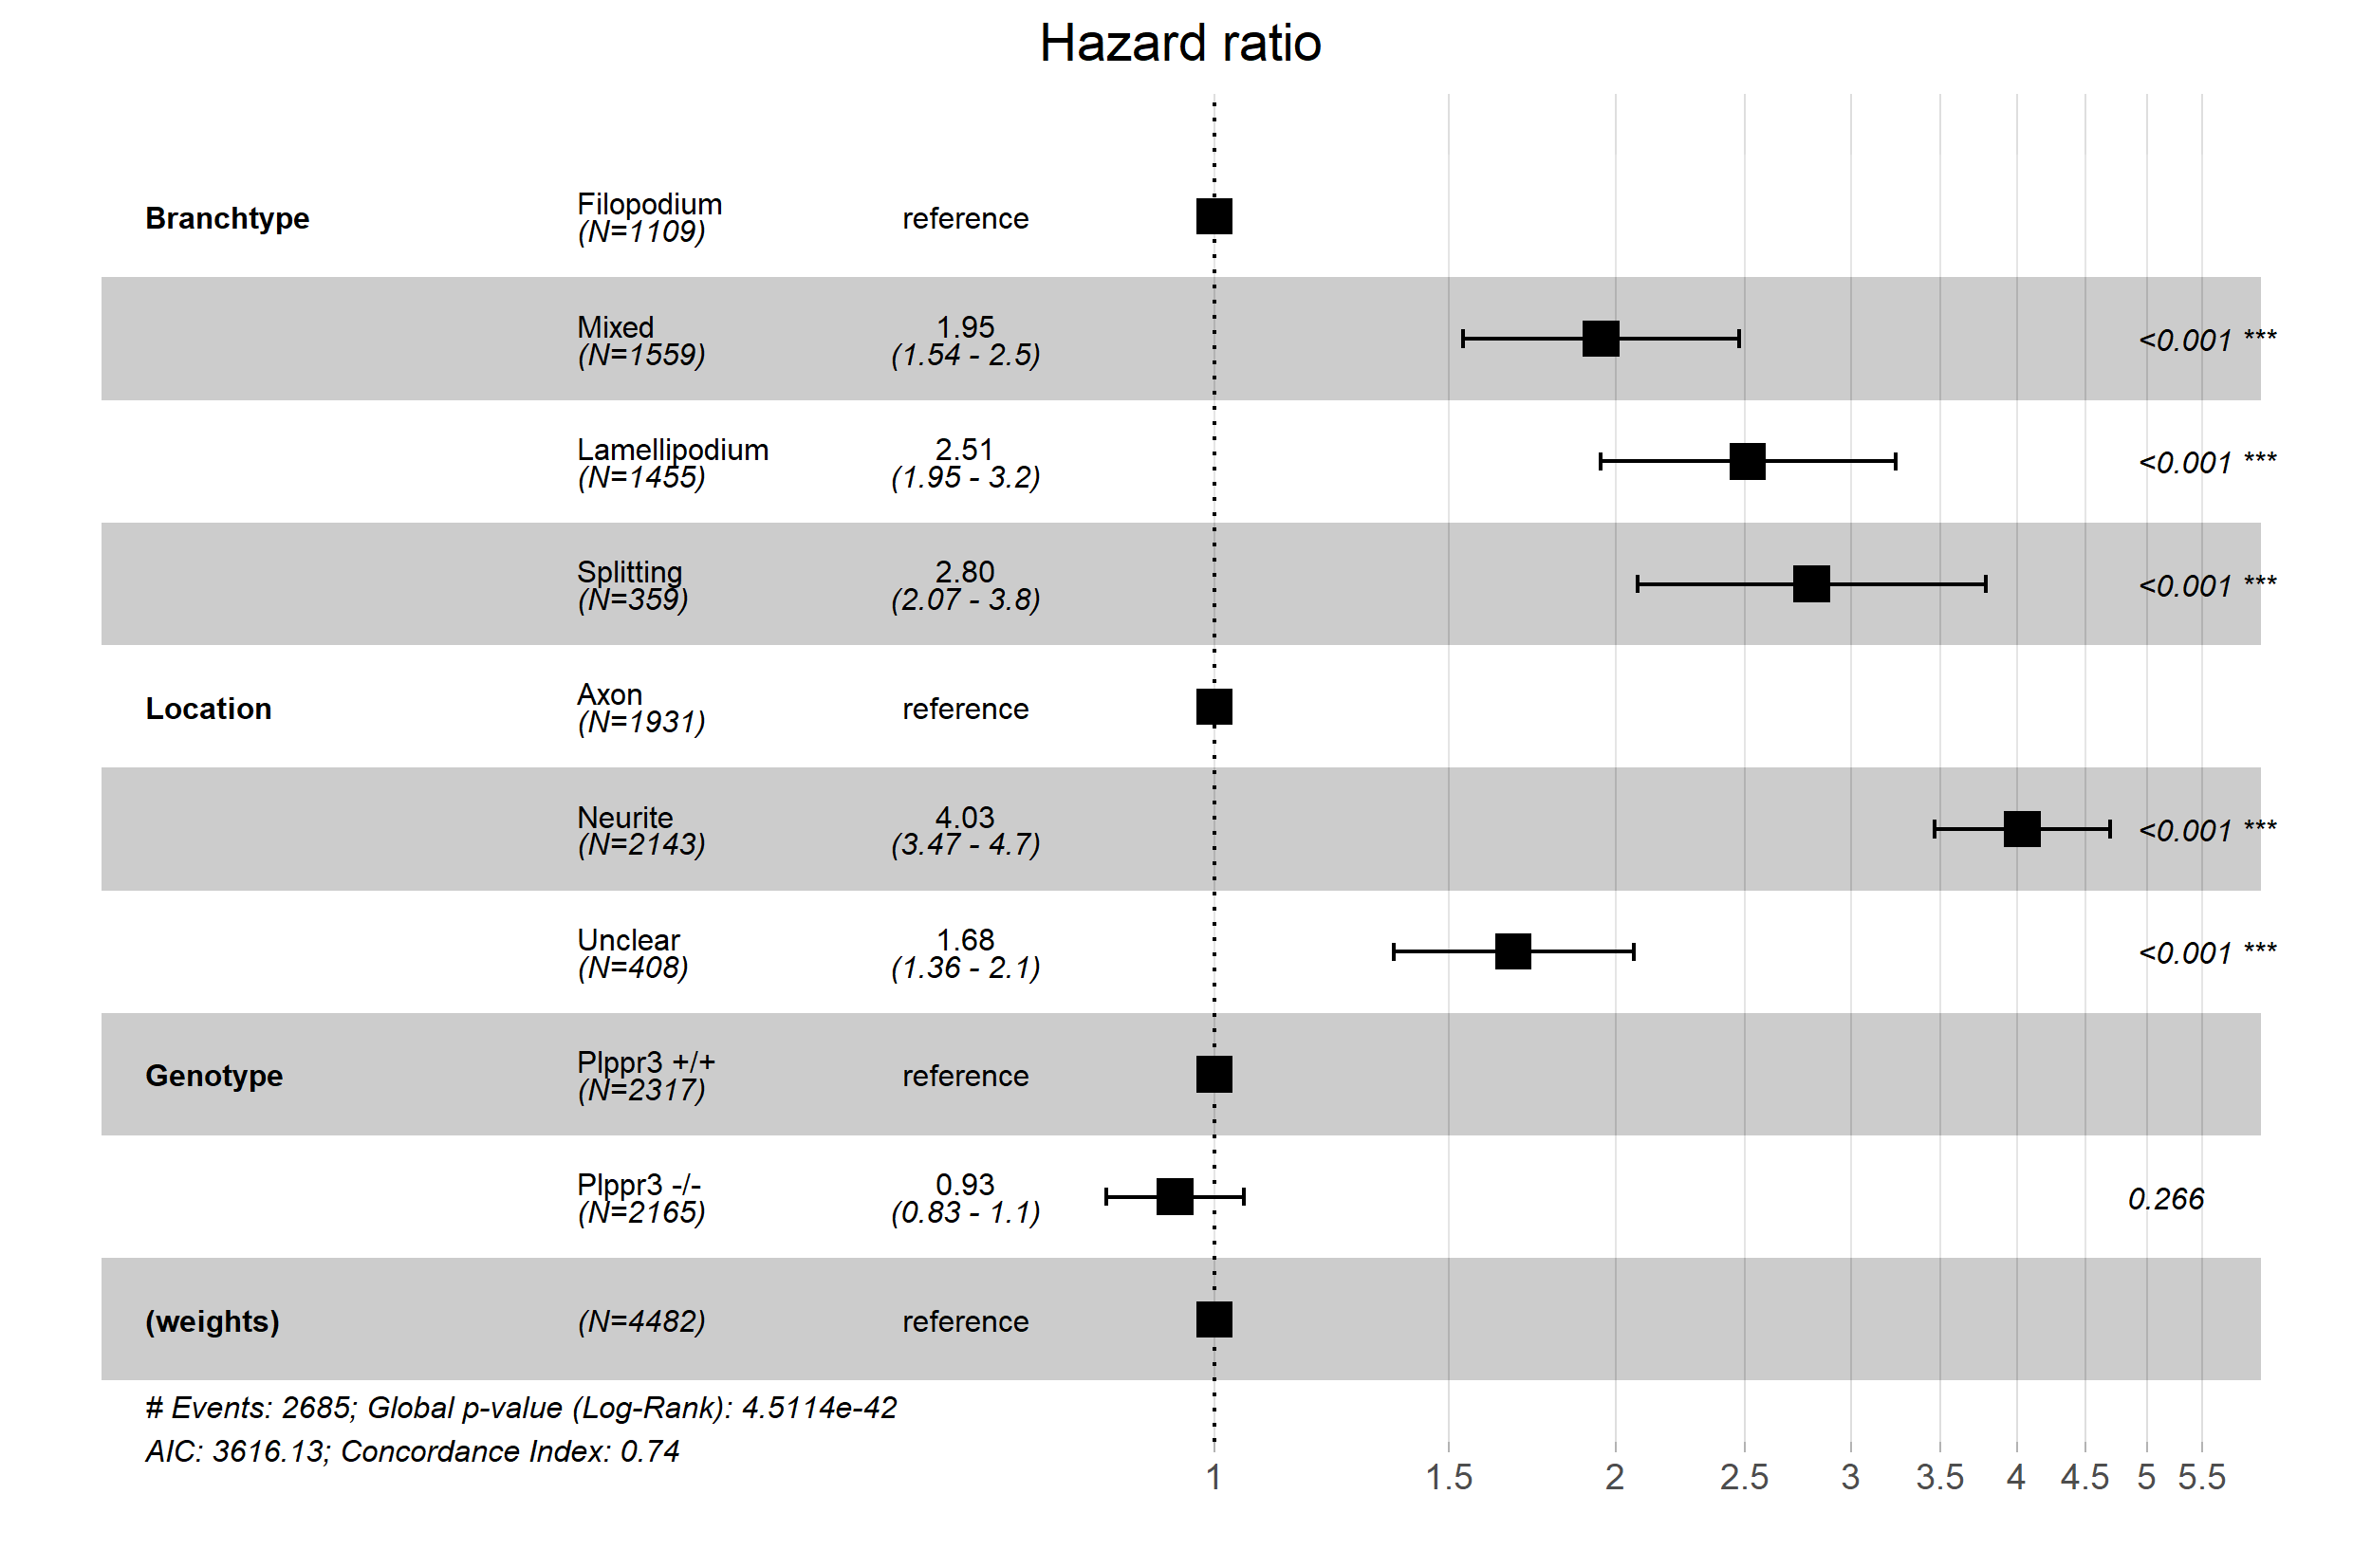 Hazard ratio
Branchtype
Filopodium
(N=1109)
reference
Mixed
(N=1559)
1.95
(1.54 - 2.5)
<0.001 ***
Lamellipodium
(N=1455)
2.51
(1.95 - 3.2)
<0.001 ***
Splitting
(N=359)
2.80
(2.07 - 3.8)
<0.001 ***
Location
Axon
(N=1931)
reference
Neurite
(N=2143)
4.03
(3.47 - 4.7)
<0.001 ***
Unclear
(N=408)
1.68
(1.36 - 2.1)
<0.001 ***
Genotype
Plppr3 +/+
(N=2317)
reference
Plppr3 -/-
(N=2165)
0.93
(0.83 - 1.1)
0.266
(weights)
(N=4482)
reference
# Events: 2685; Global p-value (Log-Rank): 4.5114e-42
AIC: 3616.13; Concordance Index: 0.74
1 1.5 2 2.5 3 3.5 4 4.5 5 5.5